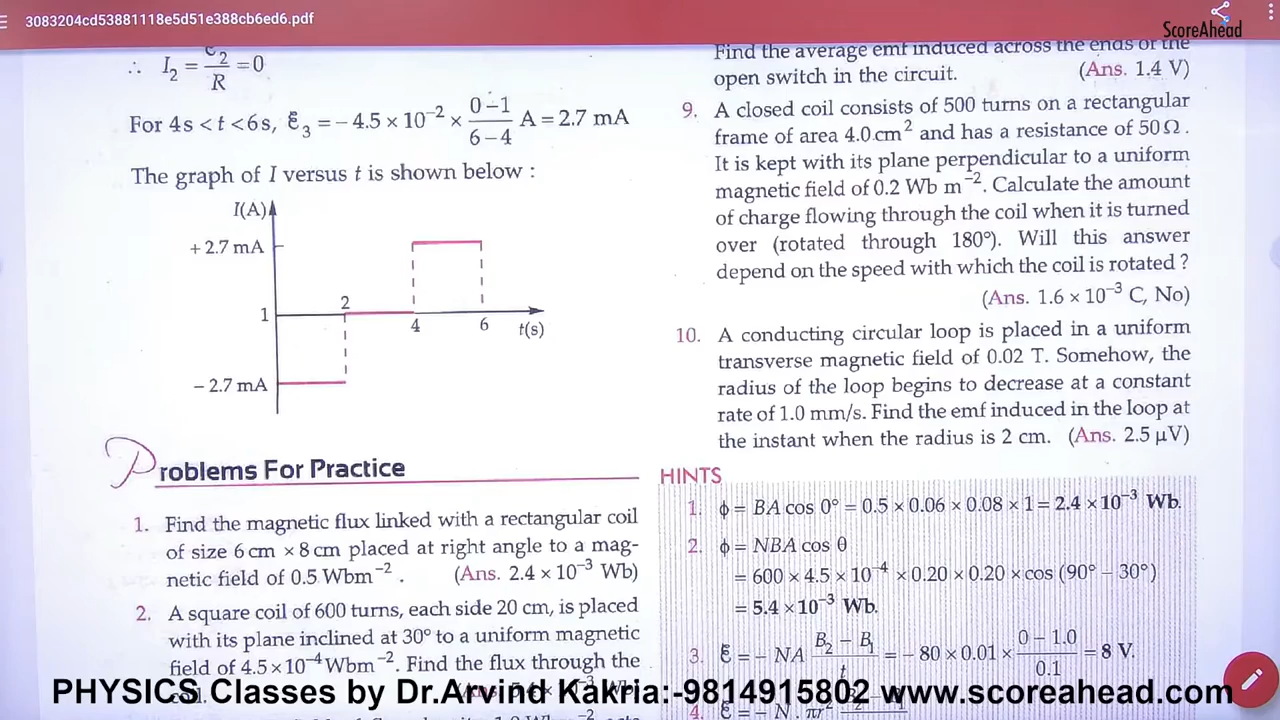 3083204cd53881118e5d51e388cb6ed6.pdf
ScoreAhead
∴ I₂ = ℰ₂/R = 0
For 4s < t < 6s, ℰ₃ = − 4.5 × 10⁻² × (0 − 1)/(6 − 4) A = 2.7 mA
The graph of I versus t is shown below :
I(A)
+ 2.7 mA
2
1
4
6
t(s)
− 2.7 mA
Problems For Practice
1. Find the magnetic flux linked with a rectangular coil
of size 6 cm × 8 cm placed at right angle to a mag-
netic field of 0.5 Wbm⁻² . (Ans. 2.4 × 10⁻³ Wb)
2. A square coil of 600 turns, each side 20 cm, is placed
with its plane inclined at 30° to a uniform magnetic
field of 4.5 × 10⁻⁴ Wbm⁻². Find the flux through the
Find the average emf induced across the ends of the
open switch in the circuit. (Ans. 1.4 V)
9. A closed coil consists of 500 turns on a rectangular
frame of area 4.0 cm² and has a resistance of 50 Ω .
It is kept with its plane perpendicular to a uniform
magnetic field of 0.2 Wb m⁻². Calculate the amount
of charge flowing through the coil when it is turned
over (rotated through 180°). Will this answer
depend on the speed with which the coil is rotated ?
(Ans. 1.6 × 10⁻³ C, No)
10. A conducting circular loop is placed in a uniform
transverse magnetic field of 0.02 T. Somehow, the
radius of the loop begins to decrease at a constant
rate of 1.0 mm/s. Find the emf induced in the loop at
the instant when the radius is 2 cm. (Ans. 2.5 μV)
HINTS
1. ϕ = BA cos 0° = 0.5 × 0.06 × 0.08 × 1 = 2.4 × 10⁻³ Wb.
2. ϕ = NBA cos θ
= 600 × 4.5 × 10⁻⁴ × 0.20 × 0.20 × cos (90° − 30°)
= 5.4 × 10⁻³ Wb.
3. ℰ = − NA (B₂ − B₁)/t = − 80 × 0.01 × (0 − 1.0)/0.1 = 8 V.
4. ℰ = − N . πr²
PHYSICS Classes by Dr.Arvind Kakria:-9814915802 www.scoreahead.com